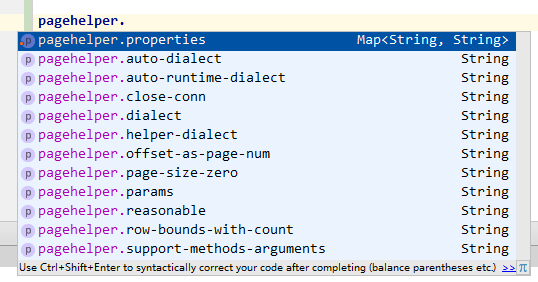 pagehelper.
p pagehelper.properties Map<String, String>
p pagehelper.auto-dialect String
p pagehelper.auto-runtime-dialect String
p pagehelper.close-conn String
p pagehelper.dialect String
p pagehelper.helper-dialect String
p pagehelper.offset-as-page-num String
p pagehelper.page-size-zero String
p pagehelper.params String
p pagehelper.reasonable String
p pagehelper.row-bounds-with-count String
p pagehelper.support-methods-arguments String
Use Ctrl+Shift+Enter to syntactically correct your code after completing (balance parentheses etc.) >> π